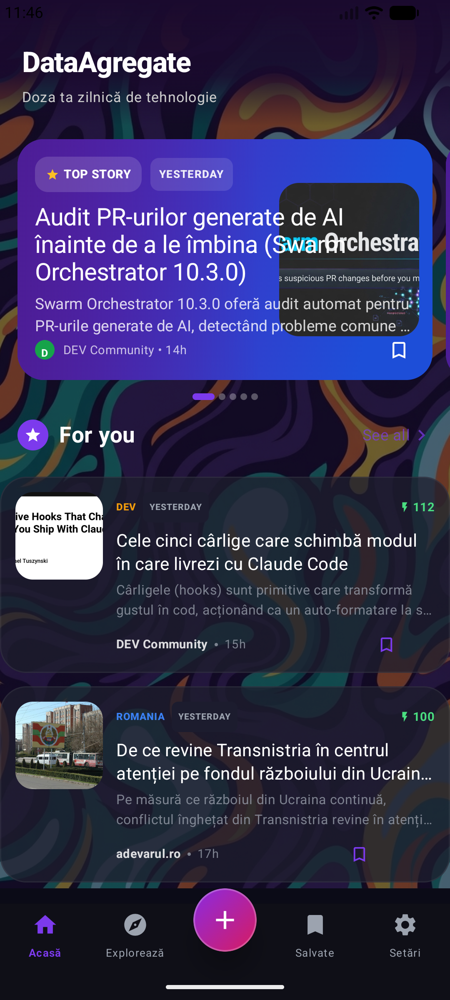 11:46
DataAgregate
Doza ta zilnică de tehnologie
TOP STORY
YESTERDAY
Audit PR-urilor generate de AI
înainte de a le îmbina (Swarm
Orchestrator 10.3.0)
arm Orchestra
s suspicious PR changes before you m
Swarm Orchestrator 10.3.0 oferă audit automat pentru
PR-urile generate de AI, detectând probleme comune ...
suspicious
D
DEV Community • 14h
For you
See all
ive Hooks That Cha
You Ship With Claud
ael Tuszynski
DEV
YESTERDAY
112
Cele cinci cârlige care schimbă modul
în care livrezi cu Claude Code
Cârligele (hooks) sunt primitive care transformă
gustul în cod, acționând ca un auto-formatare la s...
DEV Community • 15h
ROMANIA
YESTERDAY
100
De ce revine Transnistria în centrul
atenției pe fondul războiului din Ucrain...
Pe măsură ce războiul din Ucraina continuă,
conflictul înghețat din Transnistria revine în atenți...
adevarul.ro • 17h
Acasă
Explorează
Salvate
Setări